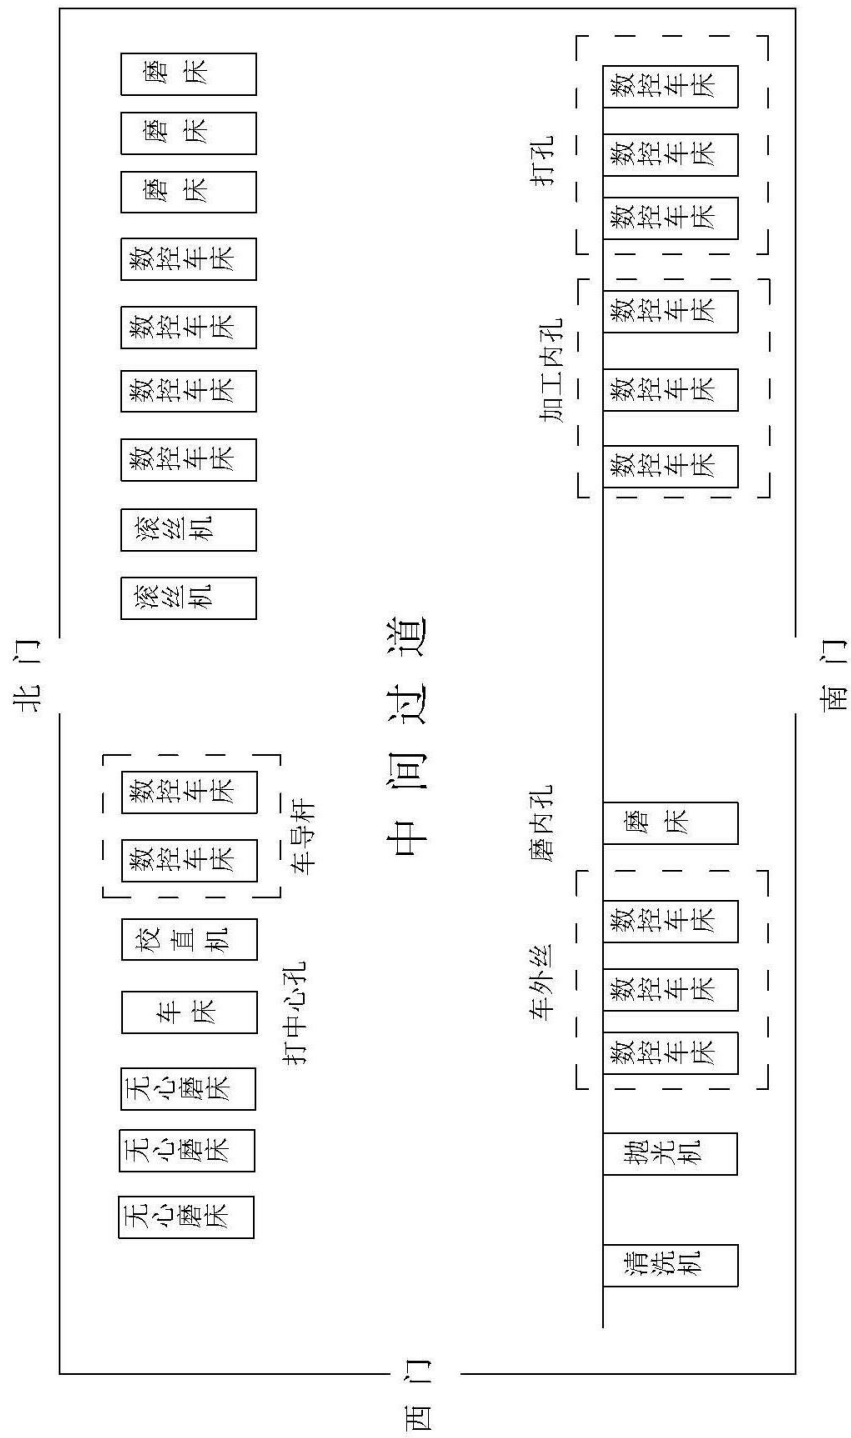 北门
无心磨床
无心磨床
无心磨床
车床
校直机
数控车床
数控车床
滚丝机
滚丝机
数控车床
数控车床
数控车床
数控车床
磨床
磨床
磨床
打中心孔
车导杆
西门
中间过道
车外丝
磨内孔
加工内孔
打孔
清洗机
抛光机
数控车床
数控车床
数控车床
磨床
数控车床
数控车床
数控车床
数控车床
数控车床
数控车床
南门